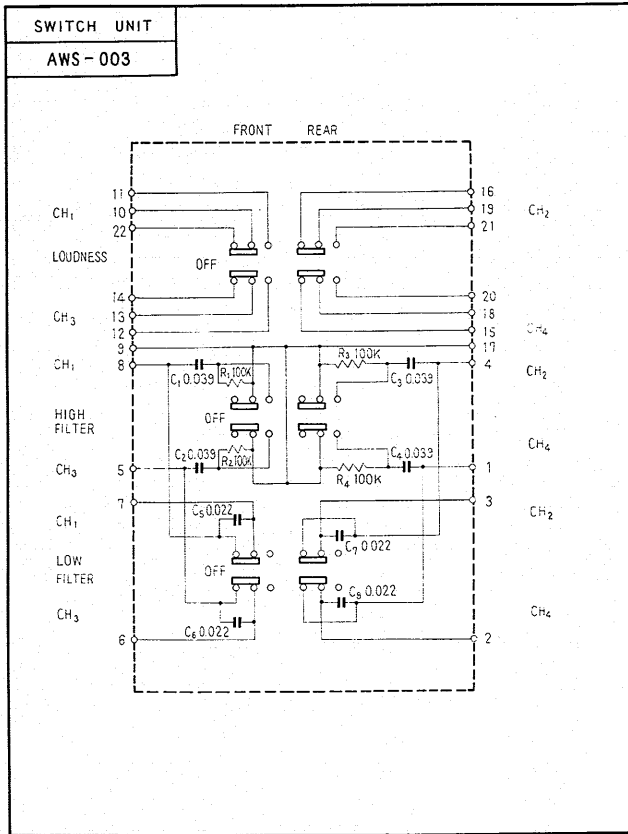 SWITCH UNIT
AWS-003
FRONT REAR
11 16
CH1 10 19 CH2
22 21
LOUDNESS OFF
14 20
CH3 13 18
12 15 CH4
9 17
CH1 8 C1 0.039 R1 100K R3 100K C3 0.039 4 CH2
HIGH FILTER OFF
CH3 5 C2 0.039 R2 100K R4 100K C4 0.039 1 CH4
7 3
CH1 C5 0.022 C7 0.022 CH2
LOW FILTER OFF
CH3 C6 0.022 C8 0.022 CH4
6 2